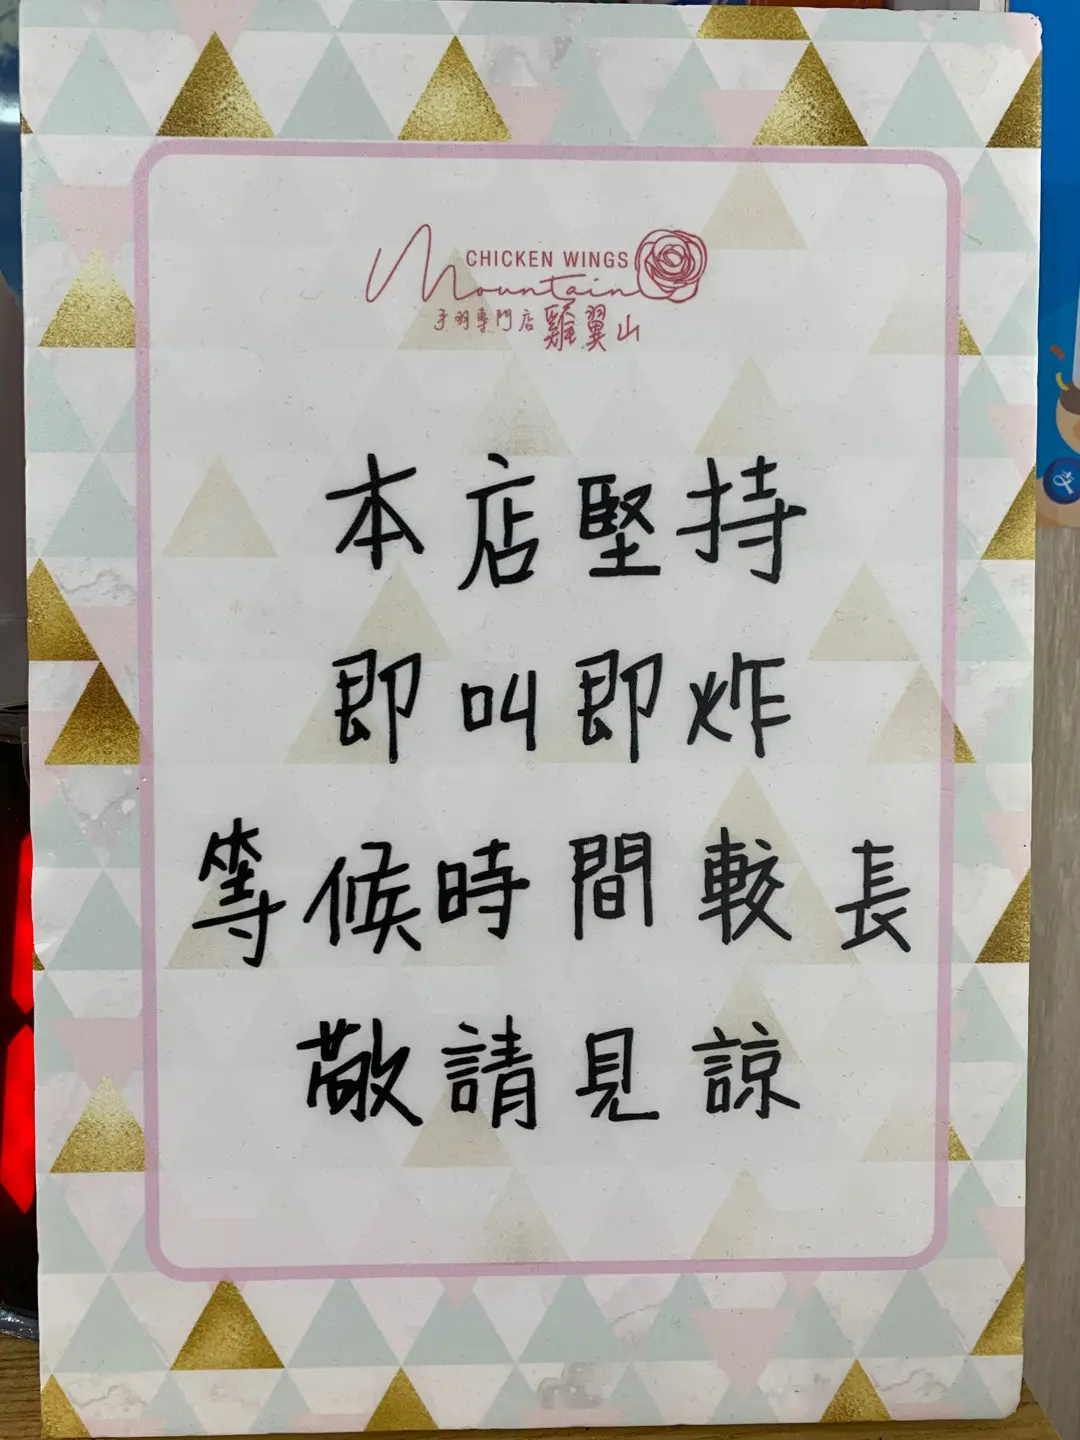 CHICKEN WINGS
Mountain
手羽專門店 雞翼山
本店堅持
即叫即炸
等候時間較長
敬請見諒